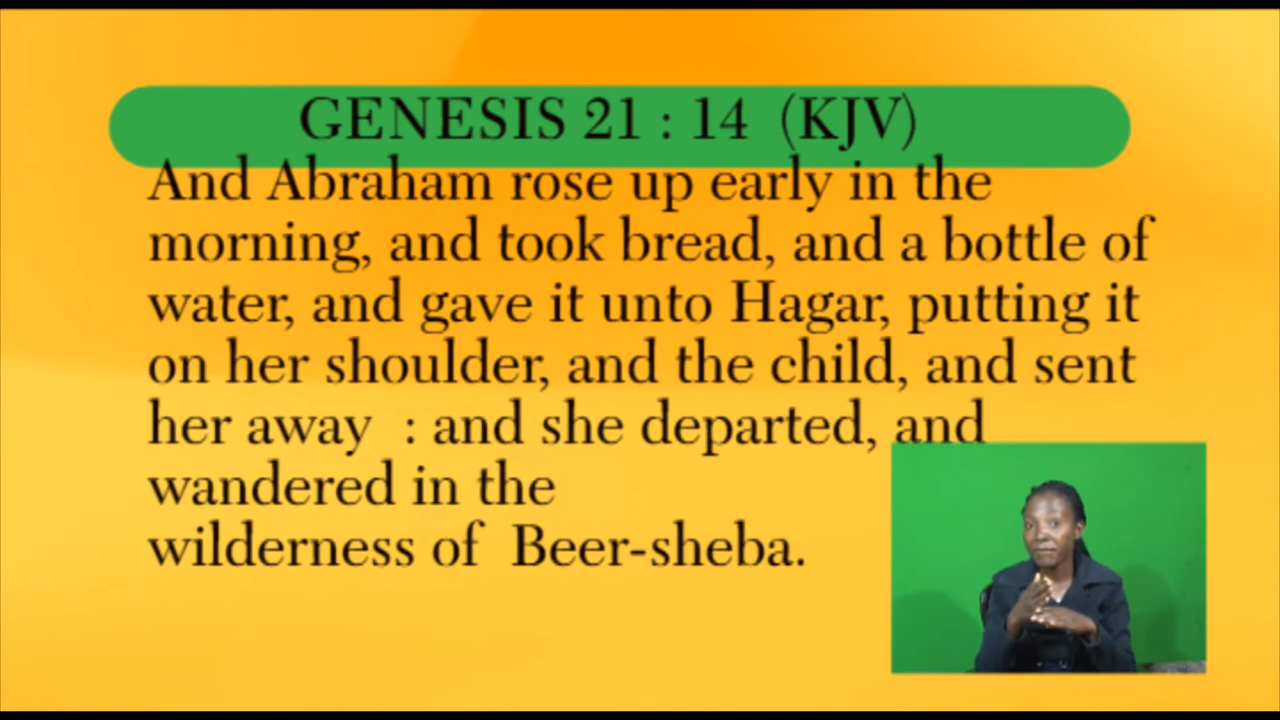 GENESIS 21 : 14 (KJV)
And Abraham rose up early in the
morning, and took bread, and a bottle of
water, and gave it unto Hagar, putting it
on her shoulder, and the child, and sent
her away : and she departed, and
wandered in the
wilderness of Beer-sheba.